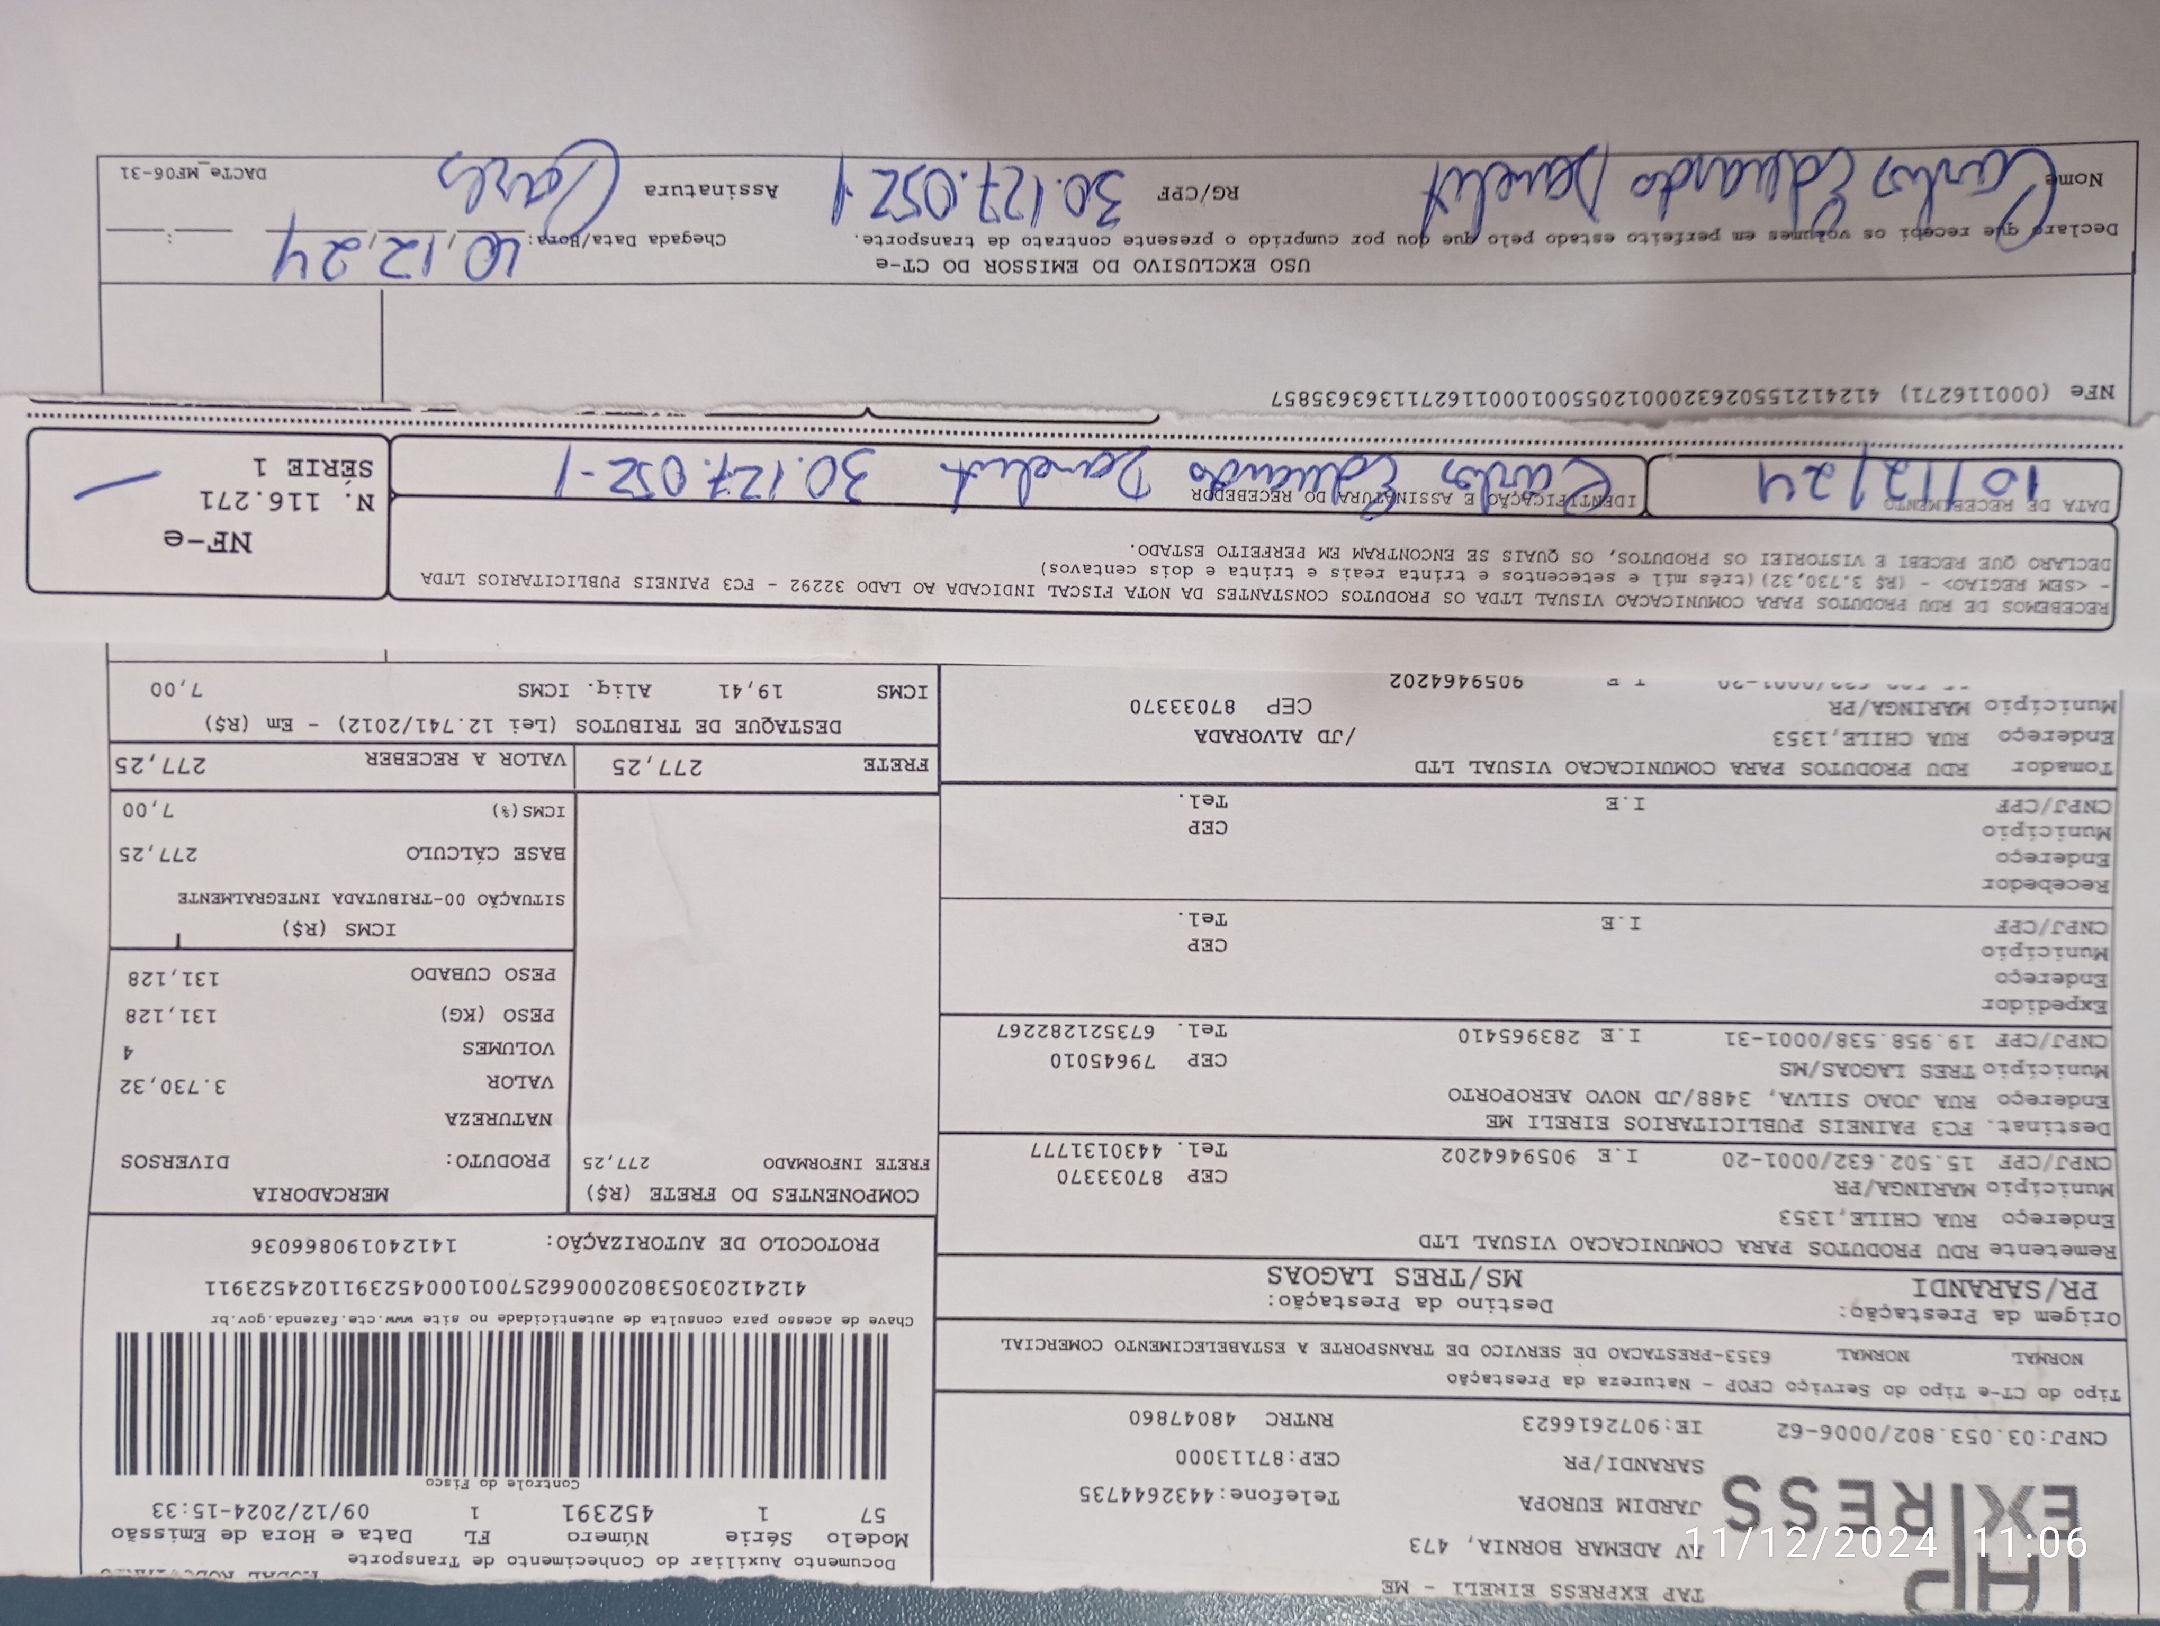 TAP EXPRESS
TAP EXPRESS EIRELI - ME
AV ADEMAR BORNIA, 473
JARDIM EUROPA
Telefone:4432644735
SARANDI/PR
CEP:87113000
CNPJ:03.053.802/0006-62 IE:9072616623 RNTRC 48047860
Tipo do CT-e Tipo do Serviço CFOP - Natureza da Prestação
NORMAL NORMAL 6353-PRESTACAO DE SERVICO DE TRANSPORTE A ESTABELECIMENTO COMERCIAL
Origem da Prestação: Destino da Prestação:
PR/SARANDI MS/TRES LAGOAS
Documento Auxiliar do Conhecimento de Transporte
Modelo Série Número FL Data e Hora de Emissão
57 1 452391 1 09/12/2024-15:33
Controle do Fisco
Chave de acesso para consulta de autenticidade no site www.cte.fazenda.gov.br
41241203053802000662570010004523911024523911
PROTOCOLO DE AUTORIZAÇÃO: 141240190866036
Remetente RDU PRODUTOS PARA COMUNICACAO VISUAL LTD
Endereço RUA CHILE,1353
Município MARINGA/PR CEP 87033370
CNPJ/CPF 15.502.632/0001-20 I.E 9059464202 Tel. 4430131777
Destinat. FC3 PAINEIS PUBLICITARIOS EIRELI ME
Endereço RUA JOAO SILVA, 3488/JD NOVO AEROPORTO
Município TRES LAGOAS/MS CEP 79645010
CNPJ/CPF 19.958.538/0001-31 I.E 283965410 Tel. 673521282267
Expedidor
Endereço
Município CEP
CNPJ/CPF I.E Tel.
Recebedor
Endereço
Município CEP
CNPJ/CPF I.E Tel.
Tomador RDU PRODUTOS PARA COMUNICACAO VISUAL LTD
Endereço RUA CHILE,1353 /JD ALVORADA
Município MARINGA/PR CEP 87033370
9059464202
COMPONENTES DO FRETE (R$)
FRETE INFORMADO 277,25
MERCADORIA
PRODUTO: DIVERSOS
NATUREZA
VALOR 3.730,32
VOLUMES 4
PESO (KG) 131,128
PESO CUBADO 131,128
ICMS (R$)
SITUAÇÃO 00-TRIBUTADA INTEGRALMENTE
BASE CÁLCULO 277,25
ICMS(%) 7,00
FRETE 277,25 VALOR A RECEBER 277,25
DESTAQUE DE TRIBUTOS (Lei 12.741/2012) - Em (R$)
ICMS 19,41 Aliq. ICMS 7,00
RECEBEMOS DE RDU PRODUTOS PARA COMUNICACAO VISUAL LTDA OS PRODUTOS CONSTANTES DA NOTA FISCAL INDICADA AO LADO 32292 - FC3 PAINEIS PUBLICITARIOS LTDA
- <SEM REGIAO> - (R$ 3.730,32)(três mil e setecentos e trinta reais e trinta e dois centavos)
DECLARO QUE RECEBI E VISTORIEI OS PRODUTOS, OS QUAIS SE ENCONTRAM EM PERFEITO ESTADO.
DATA DE RECEBIMENTO
10/12/24
IDENTIFICAÇÃO E ASSINATURA DO RECEBEDOR
Carlos Eduardo 30.127.052-1
NF-e
N. 116.271
SÉRIE 1
NFe (000116271) 41241215502632000120550010001162711363635857
USO EXCLUSIVO DO EMISSOR DO CT-e
Declaro que recebi os volumes em perfeito estado pelo que dou por cumprido o presente contrato de transporte.
Chegada Data/Hora: 10,12,24 :
Nome Carlos Eduardo RG/CPF 30.127.052-1 Assinatura Carlos
DACTe_MF06-31
11/12/2024 11:06